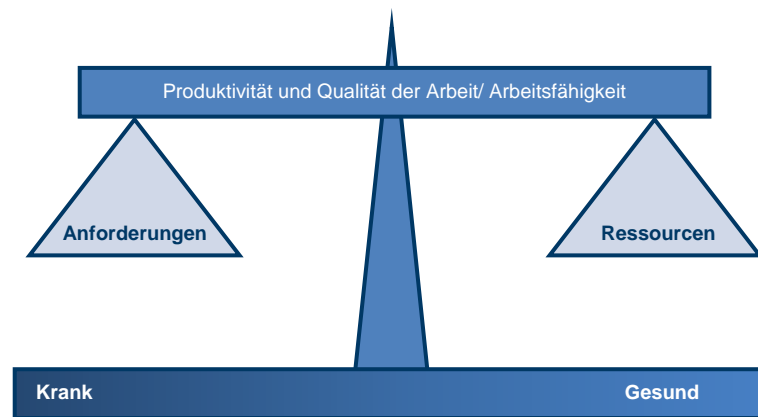 Produktivität und Qualität der Arbeit/ Arbeitsfähigkeit
Anforderungen
Ressourcen
Krank
Gesund